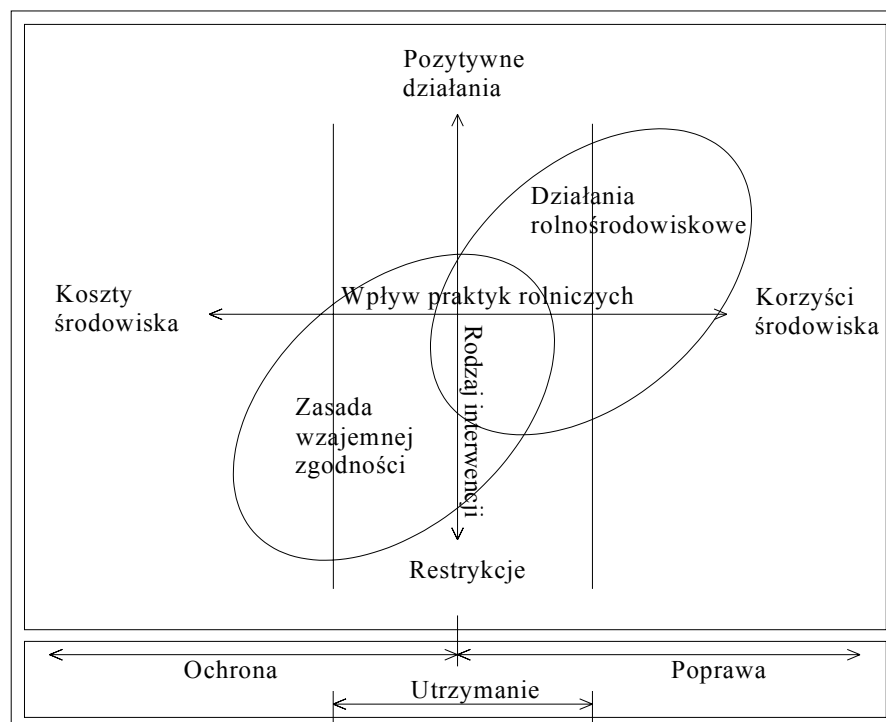 Pozytywne
działania
Działania
rolnośrodowiskowe
Koszty
środowiska
Wpływ praktyk rolniczych
Korzyści
środowiska
Rodzaj interwencji
Zasada
wzajemnej
zgodności
Restrykcje
Ochrona
Poprawa
Utrzymanie